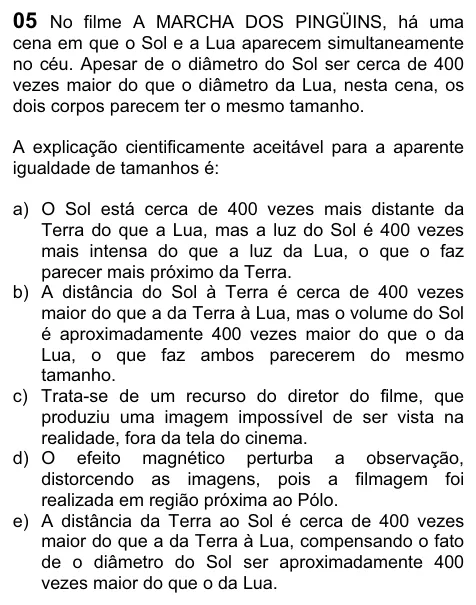 05 No filme A MARCHA DOS PINGÜINS, há uma
cena em que o Sol e a Lua aparecem simultaneamente
no céu. Apesar de o diâmetro do Sol ser cerca de 400
vezes maior do que o diâmetro da Lua, nesta cena, os
dois corpos parecem ter o mesmo tamanho.
A explicação cientificamente aceitável para a aparente
igualdade de tamanhos é:
a) O Sol está cerca de 400 vezes mais distante da
Terra do que a Lua, mas a luz do Sol é 400 vezes
mais intensa do que a luz da Lua, o que o faz
parecer mais próximo da Terra.
b) A distância do Sol à Terra é cerca de 400 vezes
maior do que a da Terra à Lua, mas o volume do Sol
é aproximadamente 400 vezes maior do que o da
Lua, o que faz ambos parecerem do mesmo
tamanho.
c) Trata-se de um recurso do diretor do filme, que
produziu uma imagem impossível de ser vista na
realidade, fora da tela do cinema.
d) O efeito magnético perturba a observação,
distorcendo as imagens, pois a filmagem foi
realizada em região próxima ao Pólo.
e) A distância da Terra ao Sol é cerca de 400 vezes
maior do que a da Terra à Lua, compensando o fato
de o diâmetro do Sol ser aproximadamente 400
vezes maior do que o da Lua.